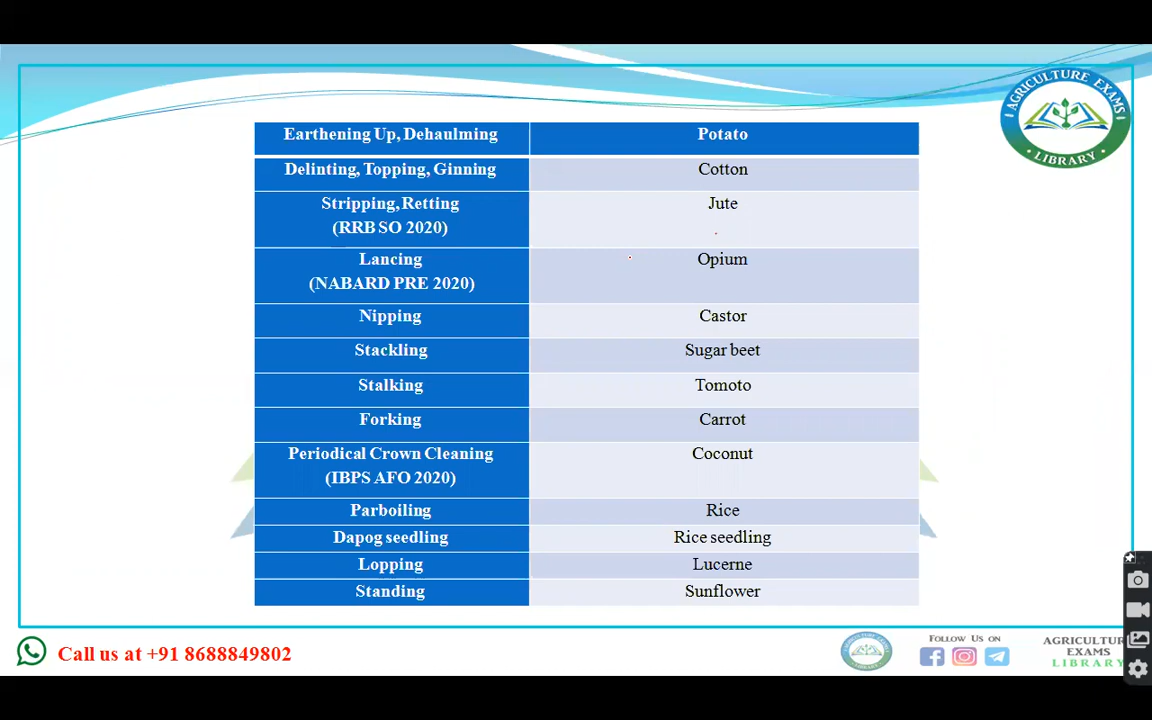 AGRICULTURE EXAMS
LIBRARY
Earthening Up, Dehaulming Potato
Delinting, Topping, Ginning Cotton
Stripping, Retting Jute
(RRB SO 2020)
Lancing Opium
(NABARD PRE 2020)
Nipping Castor
Stackling Sugar beet
Stalking Tomoto
Forking Carrot
Periodical Crown Cleaning Coconut
(IBPS AFO 2020)
Parboiling Rice
Dapog seedling Rice seedling
Lopping Lucerne
Standing Sunflower
Call us at +91 8688849802
FOLLOW US ON
AGRICULTUR
EXAMS
LIBRARY